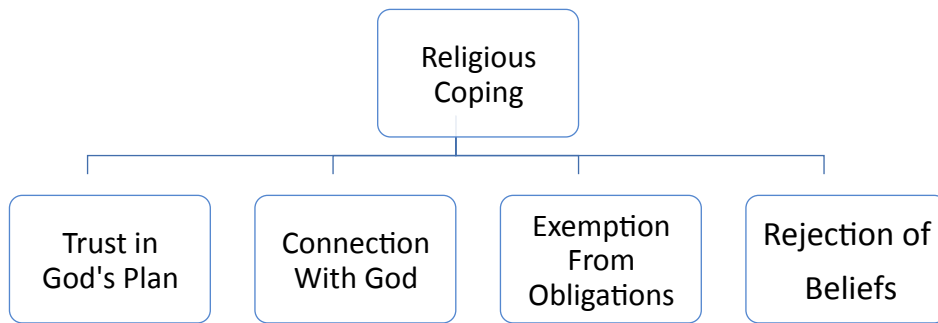 Religious
Coping
Trust in
God's Plan
Connection
With God
Exemption
From
Obligations
Rejection of
Beliefs